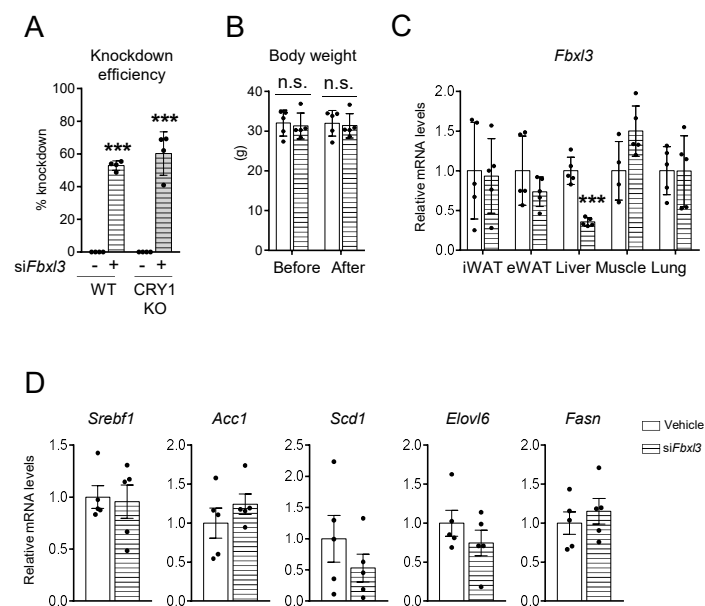 A
Knockdown
efficiency
% knockdown
100
80
60
40
20
0
***
***
siFbxl3
- + - +
WT CRY1
KO
B
Body weight
n.s. n.s.
(g)
40
30
20
10
0
Before After
C
Fbxl3
Relative mRNA levels
2.0
1.5
1.0
0.5
0.0
***
iWAT eWAT Liver Muscle Lung
D
Relative mRNA levels
Srebf1
1.5
1.0
0.5
0.0
Acc1
2.0
1.5
1.0
0.5
0.0
Scd1
2.5
2.0
1.5
1.0
0.5
0.0
Elovl6
2.0
1.5
1.0
0.5
0.0
Fasn
2.0
1.5
1.0
0.5
0.0
Vehicle
siFbxl3